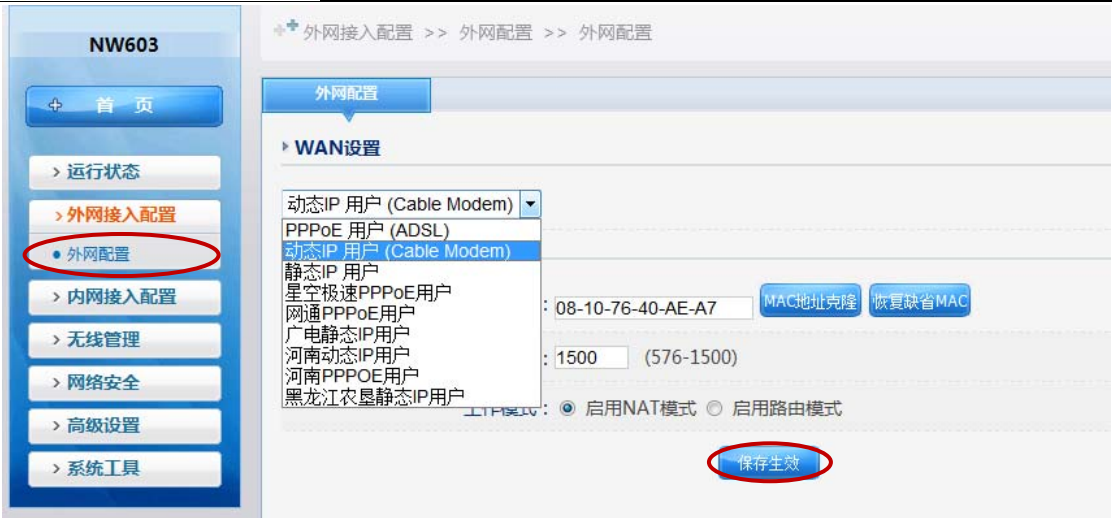 NW603
首 页
> 运行状态
> 外网接入配置
● 外网配置
> 内网接入配置
> 无线管理
> 网络安全
> 高级设置
> 系统工具
外网接入配置 >> 外网配置 >> 外网配置
外网配置
WAN设置
动态IP 用户 (Cable Modem)
PPPoE 用户 (ADSL)
动态IP 用户 (Cable Modem)
静态IP 用户
星空极速PPPoE用户
网通PPPoE用户
广电静态IP用户
河南动态IP用户
河南PPPOE用户
黑龙江农垦静态IP用户
: 08-10-76-40-AE-A7 MAC地址克隆 恢复缺省MAC
: 1500 (576-1500)
工作模式 : 启用NAT模式 启用路由模式
保存生效